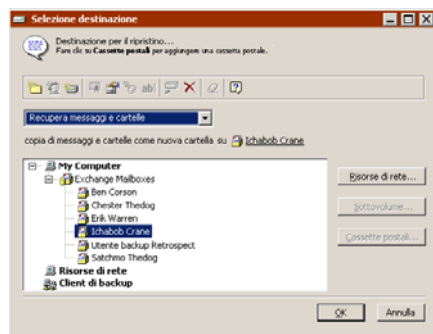 Selezione destinazione
Destinazione per il ripristino...
Fare clic su Cassette postali per aggiungere una cassetta postale.
Recupera messaggi e cartelle
copia di messaggi e cartelle come nuova cartella su Ichabob Crane
My Computer
Exchange Mailboxes
Ben Corson
Chester Thedog
Erik Warren
Ichabob Crane
Utente backup Retrospect
Satchmo Thedog
Risorse di rete
Client di backup
Risorse di rete...
Sottovolume...
Cassette postali...
OK
Annulla